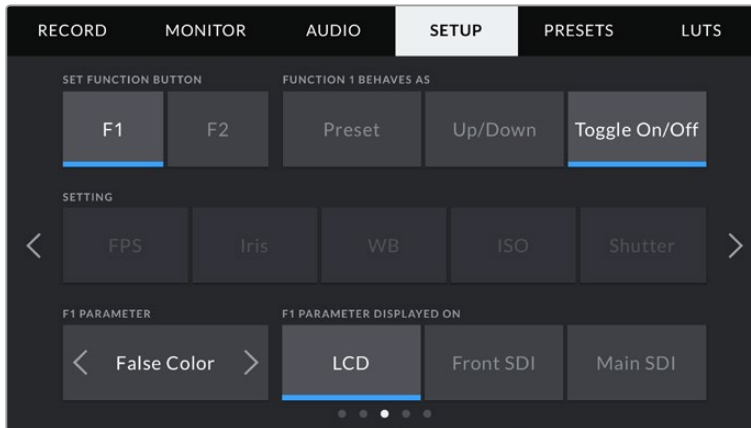 RECORD MONITOR AUDIO SETUP PRESETS LUTS
SET FUNCTION BUTTON FUNCTION 1 BEHAVES AS
F1 F2 Preset Up/Down Toggle On/Off
SETTING
FPS Iris WB ISO Shutter
F1 PARAMETER F1 PARAMETER DISPLAYED ON
False Color LCD Front SDI Main SDI